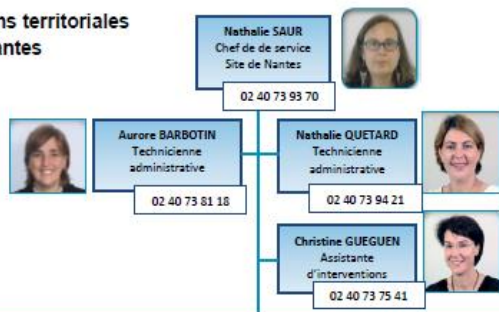 ns territoriales
antes
Nathalie SAUR
Chef de de service
Site de Nantes
02 40 73 93 70
Aurore BARBOTIN
Technicienne
administrative
02 40 73 81 18
Nathalie QUETARD
Technicienne
administrative
02 40 73 94 21
Christine GUEGUEN
Assistante
d'interventions
02 40 73 75 41